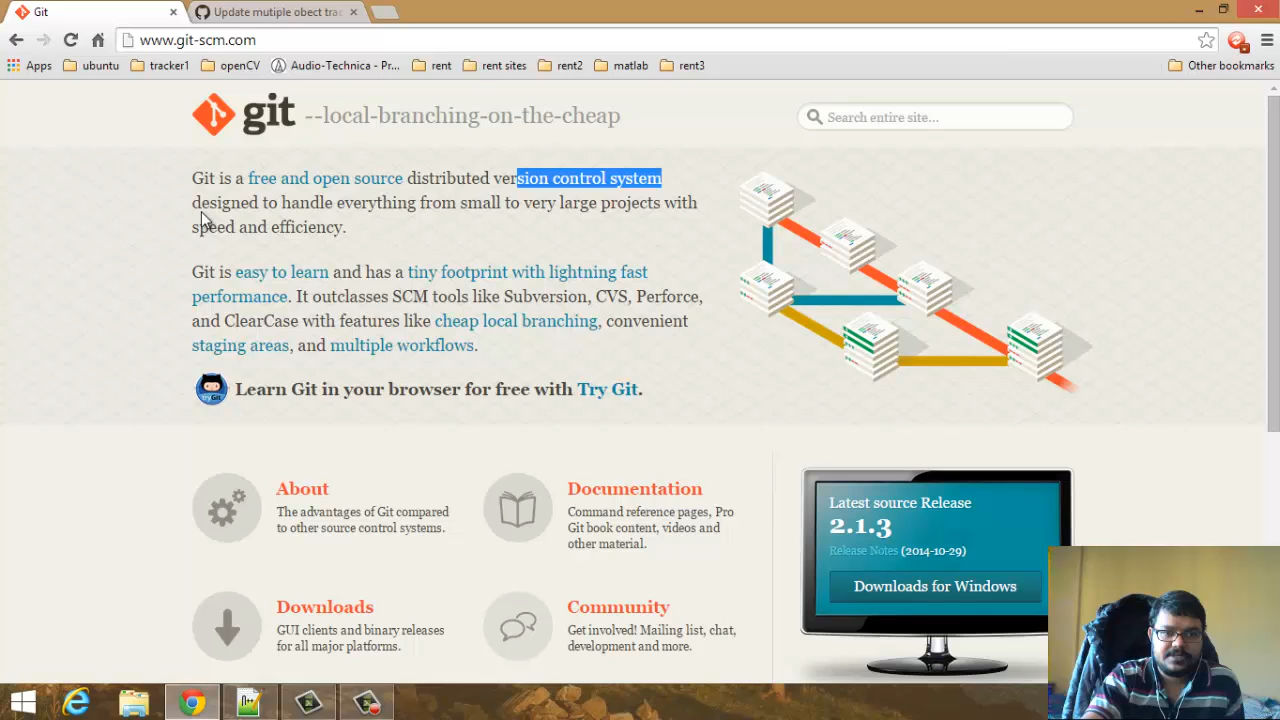 Git
Update mutiple obect trac
www.git-scm.com
Apps
ubuntu
tracker1
openCV
Audio-Technica - Pr...
rent
rent sites
rent2
matlab
rent3
Other bookmarks
git --local-branching-on-the-cheap
Search entire site...
Git is a free and open source distributed version control system
designed to handle everything from small to very large projects with
speed and efficiency.
Git is easy to learn and has a tiny footprint with lightning fast
performance. It outclasses SCM tools like Subversion, CVS, Perforce,
and ClearCase with features like cheap local branching, convenient
staging areas, and multiple workflows.
TryGit
Learn Git in your browser for free with Try Git.
About
The advantages of Git compared
to other source control systems.
Documentation
Command reference pages, Pro
Git book content, videos and
other material.
Downloads
GUI clients and binary releases
for all major platforms.
Community
Get involved! Mailing list, chat,
development and more.
Latest source Release
2.1.3
Release Notes (2014-10-29)
Downloads for Windows